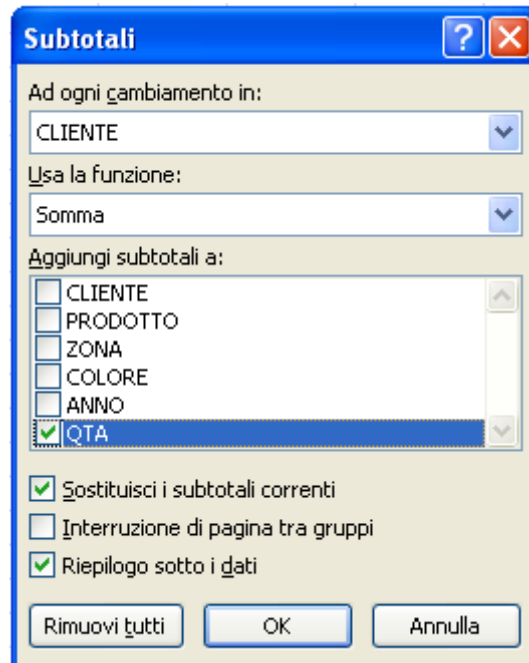 Subtotali
Ad ogni cambiamento in:
CLIENTE
Usa la funzione:
Somma
Aggiungi subtotali a:
CLIENTE
PRODOTTO
ZONA
COLORE
ANNO
QTA
Sostituisci i subtotali correnti
Interruzione di pagina tra gruppi
Riepilogo sotto i dati
Rimuovi tutti OK Annulla